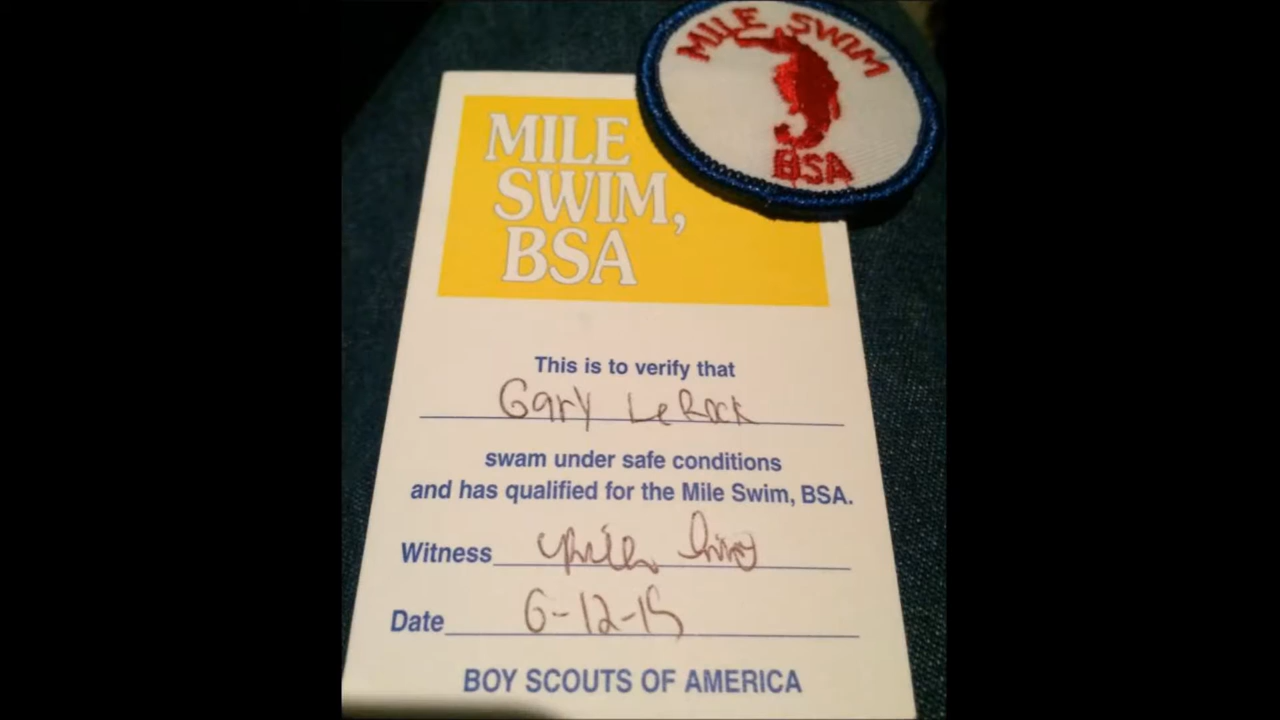 MILE SWIM
BSA
MILE
SWIM,
BSA
This is to verify that
Gary LeRock
swam under safe conditions
and has qualified for the Mile Swim, BSA.
Witness
Date 6-12-15
BOY SCOUTS OF AMERICA